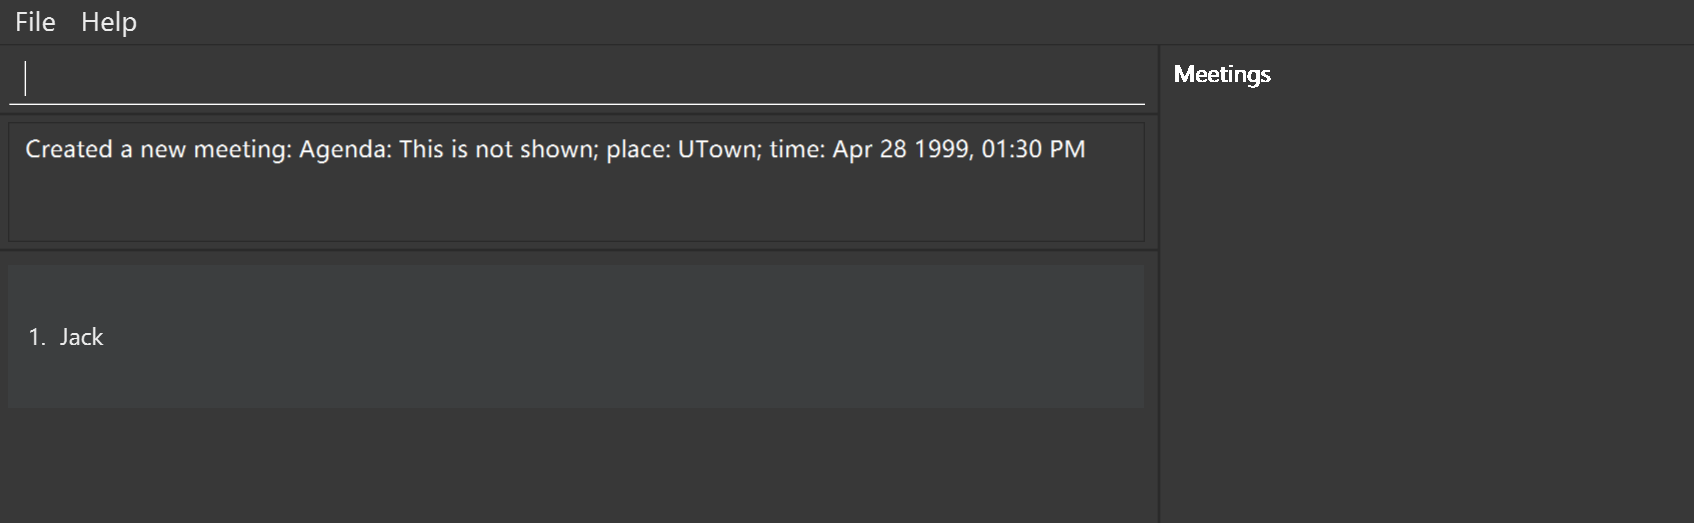 File Help
Meetings
Created a new meeting: Agenda: This is not shown; place: UTown; time: Apr 28 1999, 01:30 PM
1. Jack